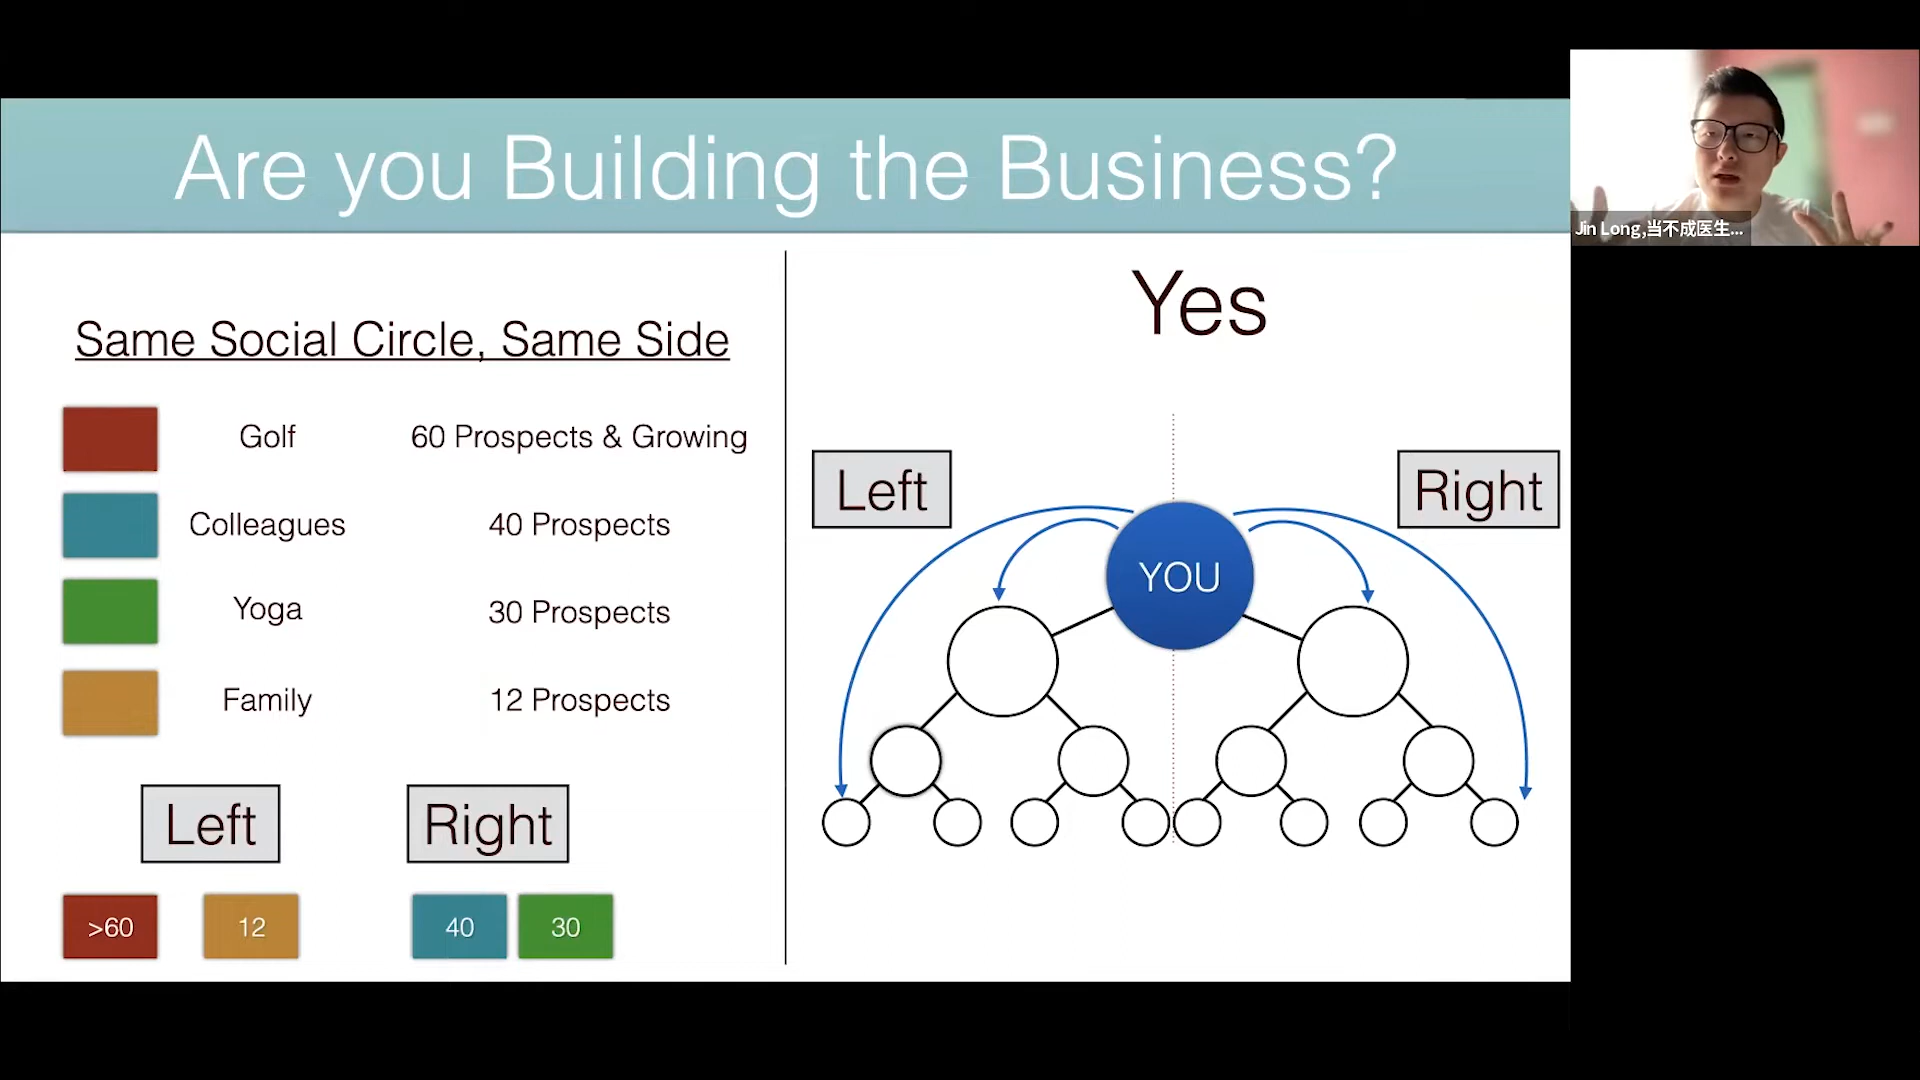 Are you Building the Business?
Same Social Circle, Same Side
Golf 60 Prospects & Growing
Colleagues 40 Prospects
Yoga 30 Prospects
Family 12 Prospects
Left Right
>60 12 40 30
Yes
Left Right
YOU
Jin Long,当不成医生...